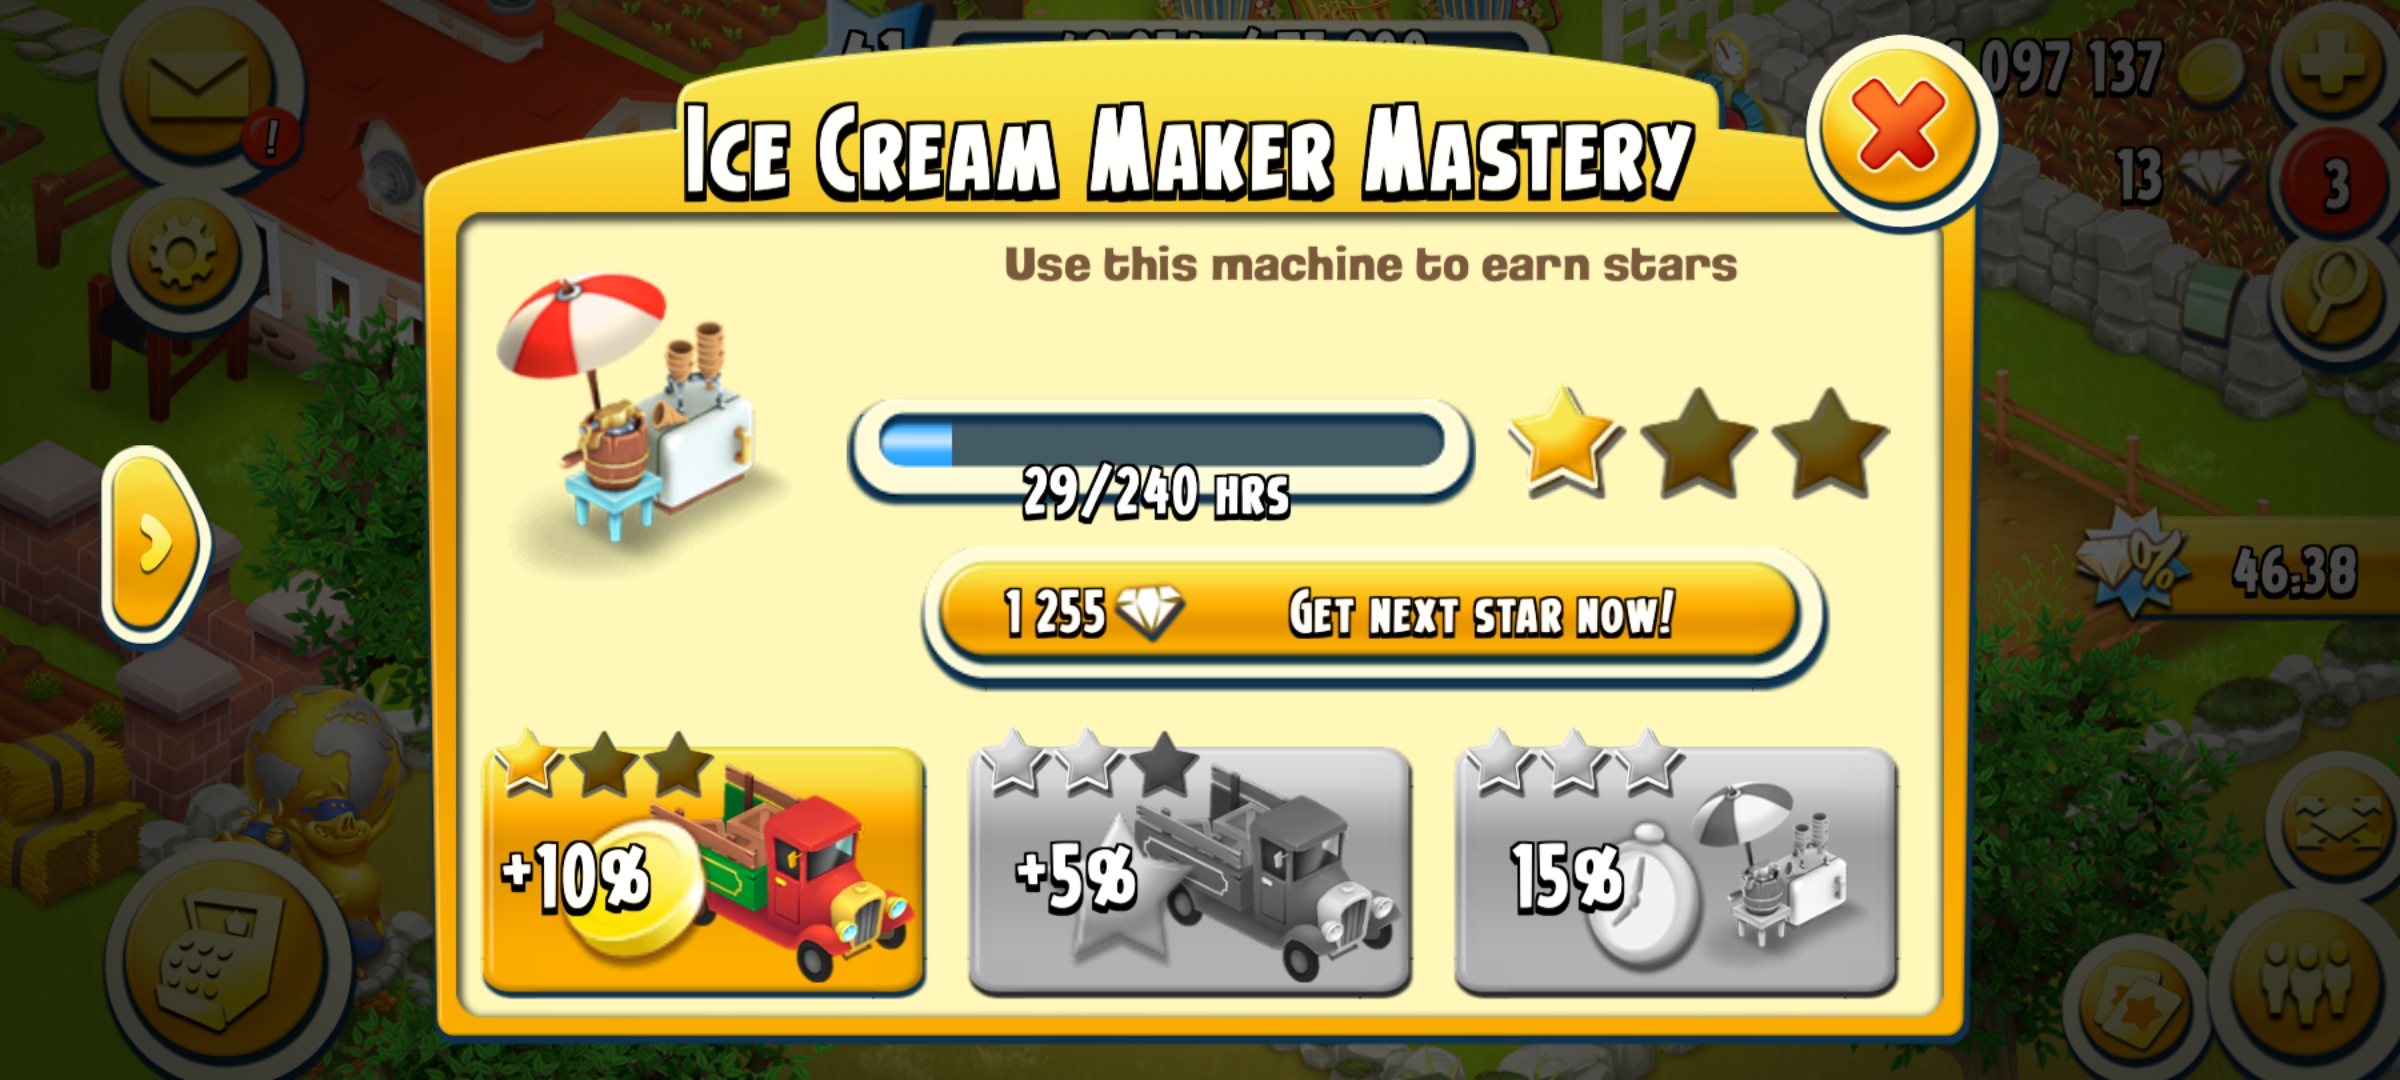 ICE CREAM MAKER MASTERY
097 137
!
13
3
Use this machine to earn stars
29/240 HRS
1 255 GET NEXT STAR NOW!
%
46:38
+10%
+5%
15%